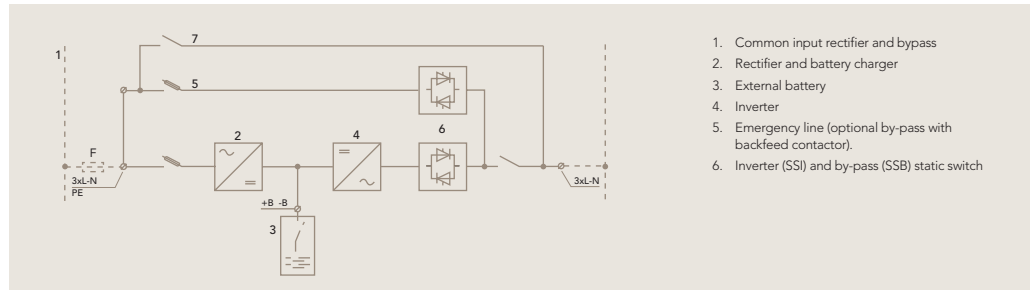 7
1
5
2
4
6
F
3xL-N
PE
3xL-N
+B -B
3
1. Common input rectifier and bypass
2. Rectifier and battery charger
3. External battery
4. Inverter
5. Emergency line (optional by-pass with
backfeed contactor).
6. Inverter (SSI) and by-pass (SSB) static switch